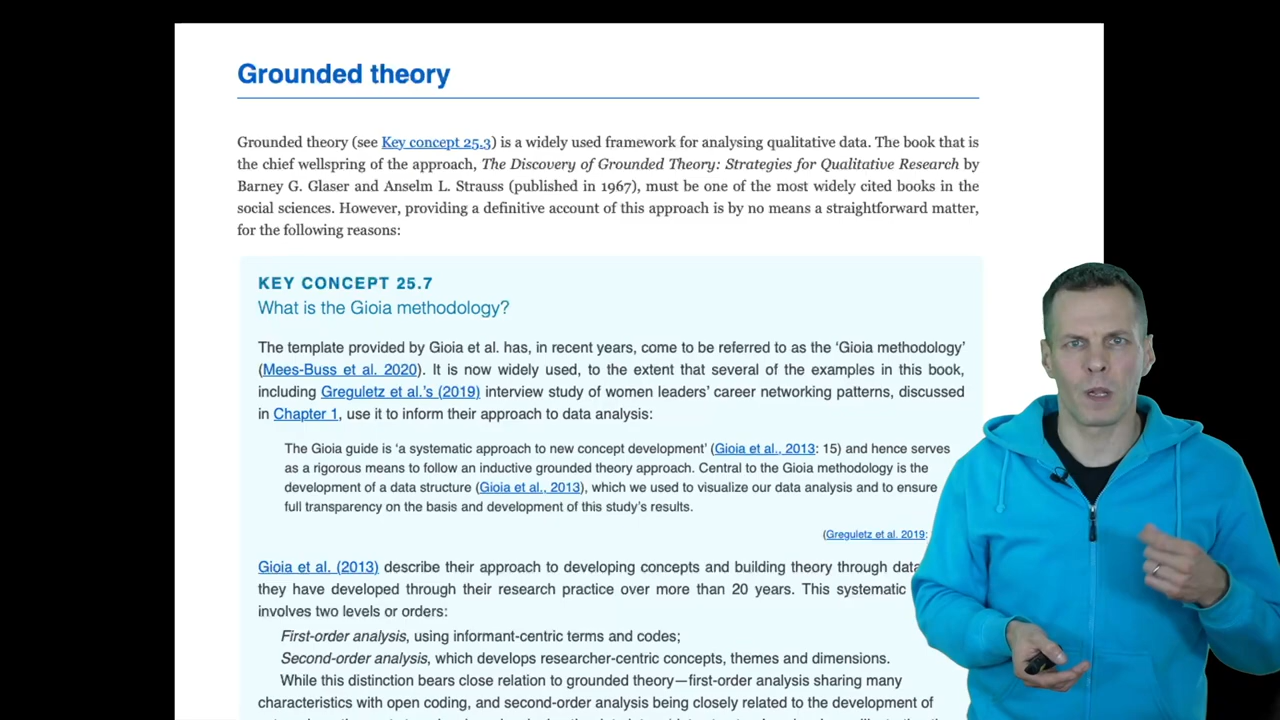 Grounded theory
Grounded theory (see Key concept 25.3) is a widely used framework for analysing qualitative data. The book that is
the chief wellspring of the approach, The Discovery of Grounded Theory: Strategies for Qualitative Research by
Barney G. Glaser and Anselm L. Strauss (published in 1967), must be one of the most widely cited books in the
social sciences. However, providing a definitive account of this approach is by no means a straightforward matter,
for the following reasons:
KEY CONCEPT 25.7
What is the Gioia methodology?
The template provided by Gioia et al. has, in recent years, come to be referred to as the ‘Gioia methodology’
(Mees-Buss et al. 2020). It is now widely used, to the extent that several of the examples in this book,
including Greguletz et al.’s (2019) interview study of women leaders’ career networking patterns, discussed
in Chapter 1, use it to inform their approach to data analysis:
The Gioia guide is ‘a systematic approach to new concept development’ (Gioia et al., 2013: 15) and hence serves
as a rigorous means to follow an inductive grounded theory approach. Central to the Gioia methodology is the
development of a data structure (Gioia et al., 2013), which we used to visualize our data analysis and to ensure
full transparency on the basis and development of this study’s results.
(Greguletz et al. 2019:
Gioia et al. (2013) describe their approach to developing concepts and building theory through data
they have developed through their research practice over more than 20 years. This systematic
involves two levels or orders:
First-order analysis, using informant-centric terms and codes;
Second-order analysis, which develops researcher-centric concepts, themes and dimensions.
While this distinction bears close relation to grounded theory—first-order analysis sharing many
characteristics with open coding, and second-order analysis being closely related to the development of